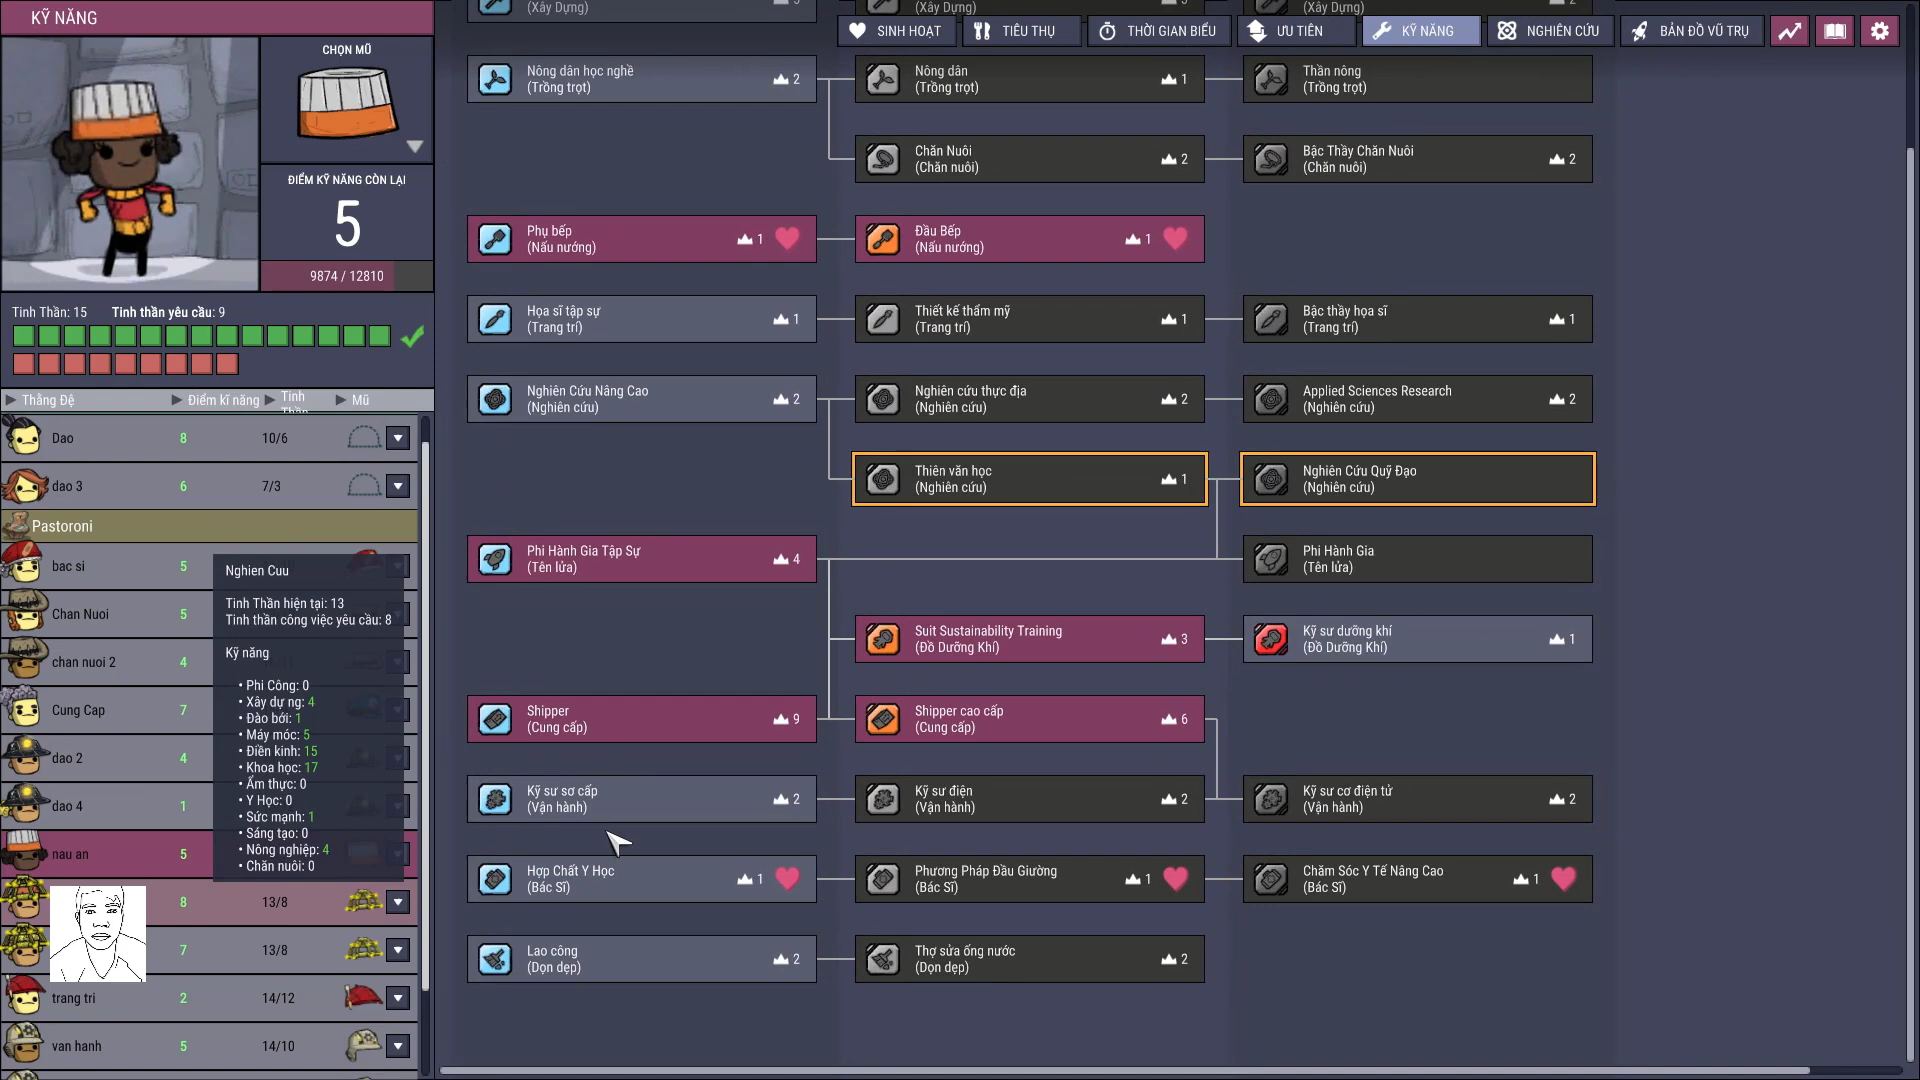 KỸ NĂNG
CHỌN MŨ
ĐIỂM KỸ NĂNG CÒN LẠI
5
9874 / 12810
Tinh Thần: 15 Tinh thần yêu cầu: 9
Thằng Đệ Điểm kĩ năng Tinh Thần Mũ
Dao 8 10/6
dao 3 6 7/3
Pastoroni
bac si 5
Chan Nuoi 5
chan nuoi 2 4
Cung Cap 7
dao 2 4
dao 4 1
nau an 5
8 13/8
7 13/8
trang tri 2 14/12
van hanh 5 14/10
Nghien Cuu
Tinh Thần hiện tại: 13
Tinh thần công việc yêu cầu: 8
Kỹ năng
• Phi Công: 0
• Xây dựng: 4
• Đào bới: 1
• Máy móc: 5
• Điền kinh: 15
• Khoa học: 17
• Ẩm thực: 0
• Y Học: 0
• Sức mạnh: 1
• Sáng tạo: 0
• Nông nghiệp: 4
• Chăn nuôi: 0
(Xây Dựng) (Xây Dựng) (Xây Dựng)
SINH HOẠT TIÊU THỤ THỜI GIAN BIỂU ƯU TIÊN KỸ NĂNG NGHIÊN CỨU BẢN ĐỒ VŨ TRỤ
Nông dân học nghề
(Trồng trọt)
2
Nông dân
(Trồng trọt)
1
Thần nông
(Trồng trọt)
Chăn Nuôi
(Chăn nuôi)
2
Bậc Thầy Chăn Nuôi
(Chăn nuôi)
2
Phụ bếp
(Nấu nướng)
1
Đầu Bếp
(Nấu nướng)
1
Họa sĩ tập sự
(Trang trí)
1
Thiết kế thẩm mỹ
(Trang trí)
1
Bậc thầy họa sĩ
(Trang trí)
1
Nghiên Cứu Nâng Cao
(Nghiên cứu)
2
Nghiên cứu thực địa
(Nghiên cứu)
2
Applied Sciences Research
(Nghiên cứu)
2
Thiên văn học
(Nghiên cứu)
1
Nghiên Cứu Quỹ Đạo
(Nghiên cứu)
Phi Hành Gia Tập Sự
(Tên lửa)
4
Phi Hành Gia
(Tên lửa)
Suit Sustainability Training
(Đồ Dưỡng Khí)
3
Kỹ sư dưỡng khí
(Đồ Dưỡng Khí)
1
Shipper
(Cung cấp)
9
Shipper cao cấp
(Cung cấp)
6
Kỹ sư sơ cấp
(Vận hành)
2
Kỹ sư điện
(Vận hành)
2
Kỹ sư cơ điện tử
(Vận hành)
2
Hợp Chất Y Học
(Bác Sĩ)
1
Phương Pháp Đầu Giường
(Bác Sĩ)
1
Chăm Sóc Y Tế Nâng Cao
(Bác Sĩ)
1
Lao công
(Dọn dẹp)
2
Thợ sửa ống nước
(Dọn dẹp)
2